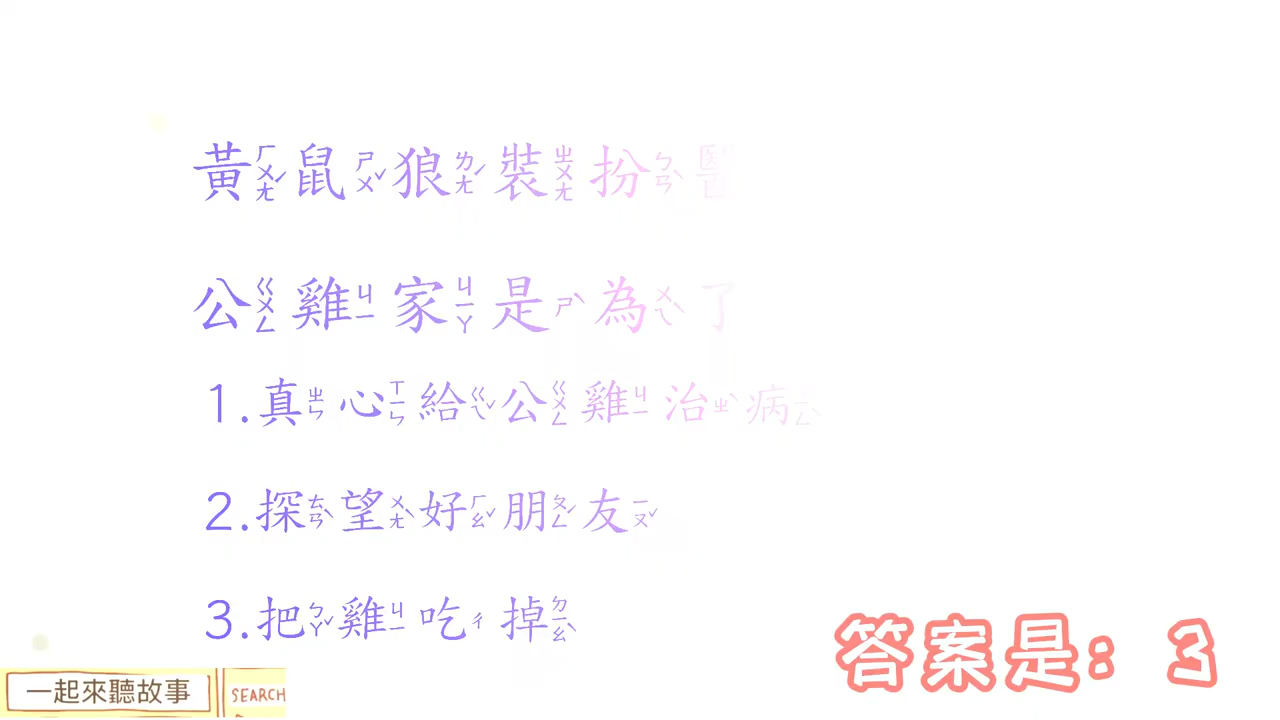 黃鼠狼裝扮醫
公雞家是為了
1.真心給公雞治病
2.探望好朋友
3.把雞吃掉
答案是: 3
一起來聽故事
SEARCH